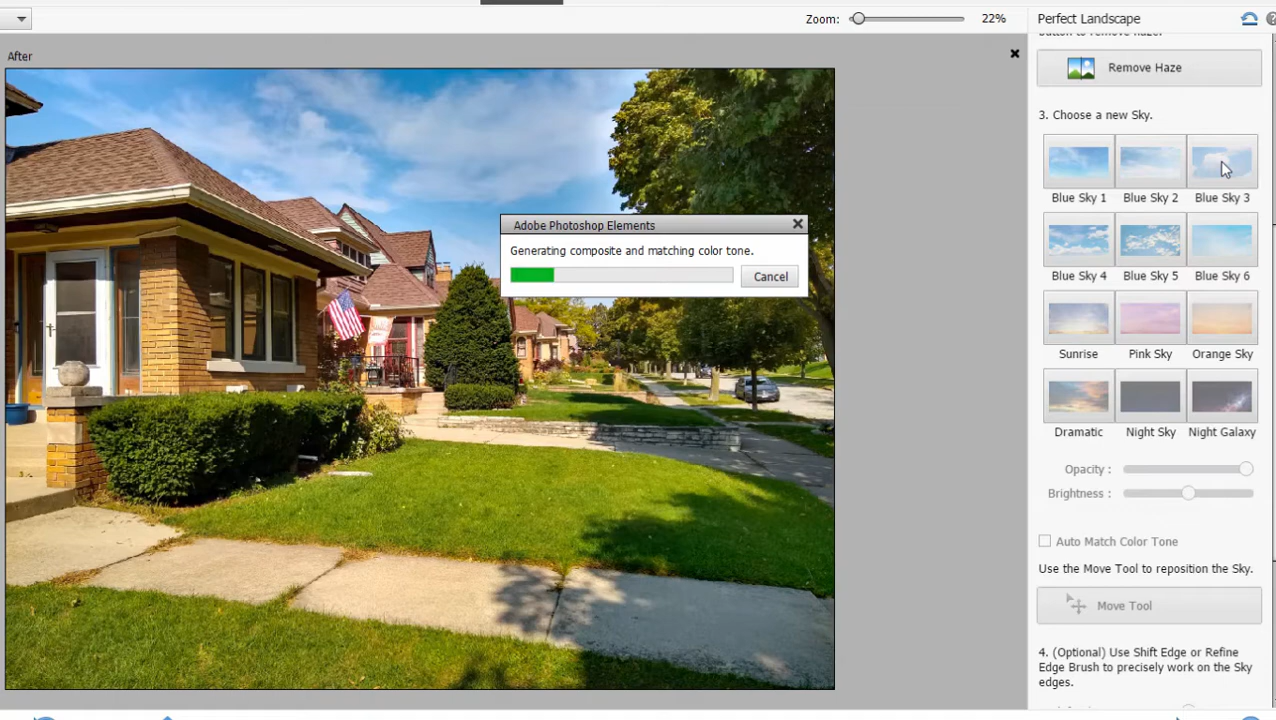 Zoom: 22% Perfect Landscape
After
button to remove haze.
Remove Haze
3. Choose a new Sky.
Blue Sky 1 Blue Sky 2 Blue Sky 3
Adobe Photoshop Elements
Generating composite and matching color tone.
Cancel
Blue Sky 4 Blue Sky 5 Blue Sky 6
Sunrise Pink Sky Orange Sky
Dramatic Night Sky Night Galaxy
Opacity :
Brightness :
Auto Match Color Tone
Use the Move Tool to reposition the Sky.
Move Tool
4. (Optional) Use Shift Edge or Refine
Edge Brush to precisely work on the Sky
edges.